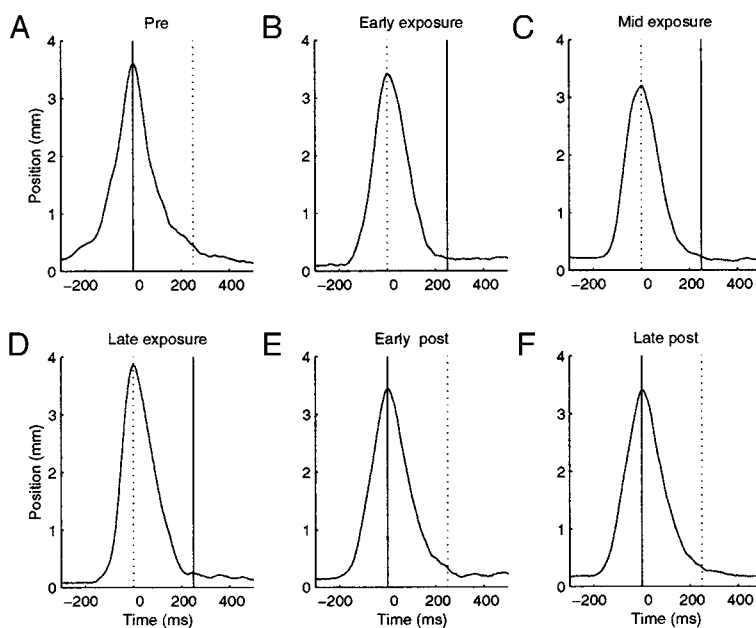 A Pre
B Early exposure
C Mid exposure
Position (mm)
4
3
2
1
0
−200 0 200 400
4
3
2
1
0
−200 0 200 400
4
3
2
1
0
−200 0 200 400
D Late exposure
E Early post
F Late post
Position (mm)
4
3
2
1
0
−200 0 200 400
Time (ms)
4
3
2
1
0
−200 0 200 400
Time (ms)
4
3
2
1
0
−200 0 200 400
Time (ms)